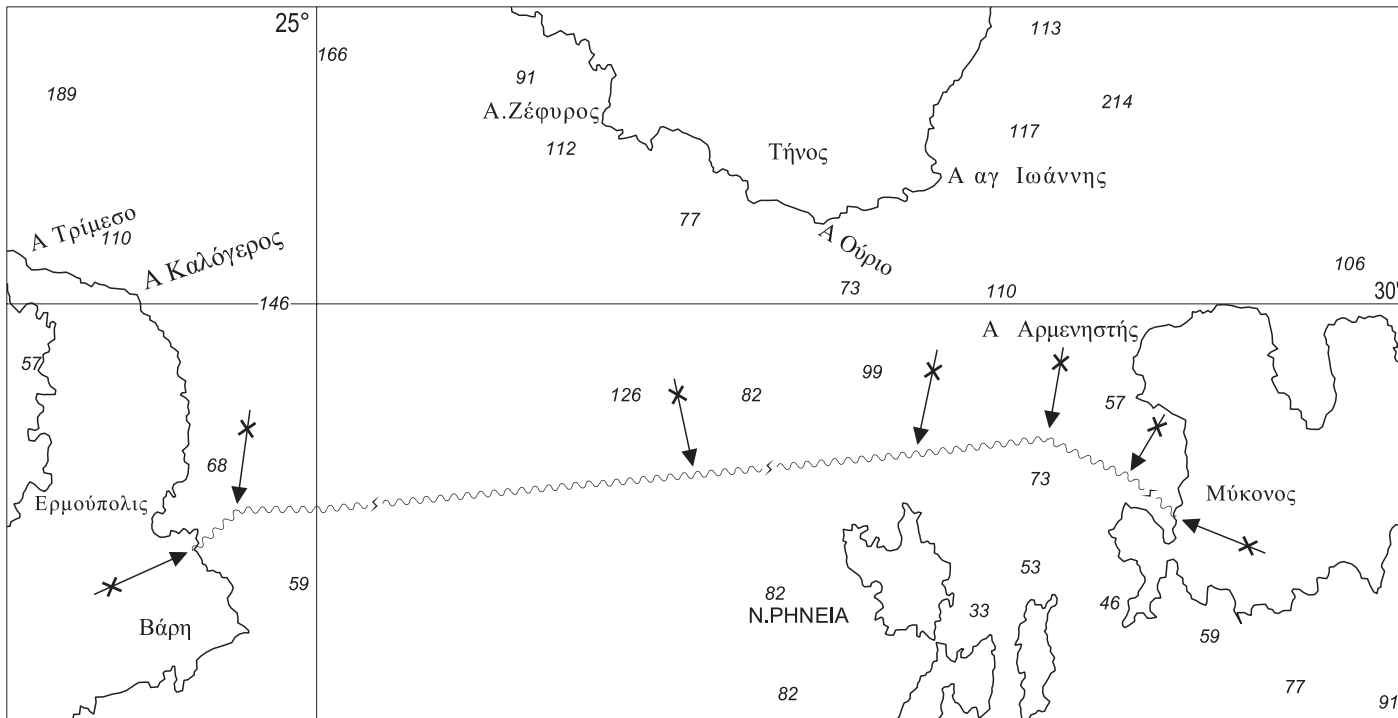 25°
166
113
91
189
214
Α.Ζέφυρος
117
112
Τήνος
Α αγ Ιωάννης
77
Α Τρίμεσο
110
Α Καλόγερος
Α Ούριο
106
146
73
110
30'
Α Αρμενηστής
57
126
82
99
57
68
73
Ερμούπολις
Μύκονος
59
53
82
33
46
Ν.ΡΗΝΕΙΑ
Βάρη
59
82
77
91